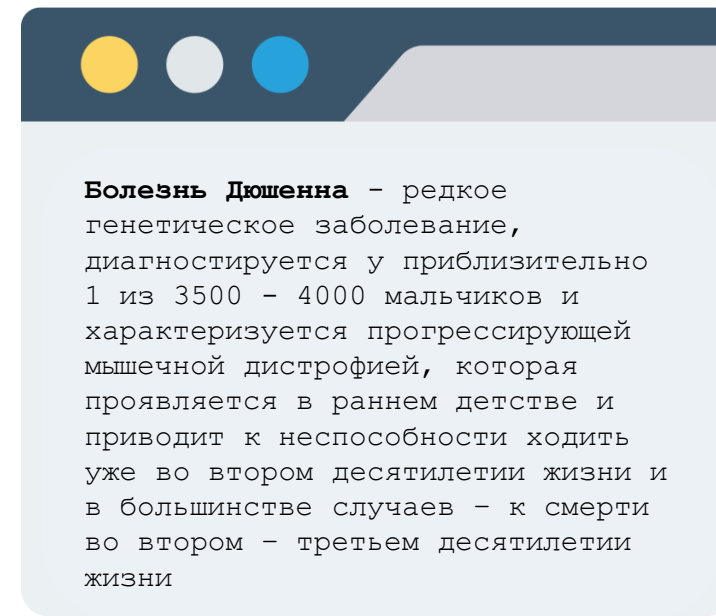 Болезнь Дюшенна - редкое
генетическое заболевание,
диагностируется у приблизительно
1 из 3500 - 4000 мальчиков и
характеризуется прогрессирующей
мышечной дистрофией, которая
проявляется в раннем детстве и
приводит к неспособности ходить
уже во втором десятилетии жизни и
в большинстве случаев – к смерти
во втором – третьем десятилетии
жизни